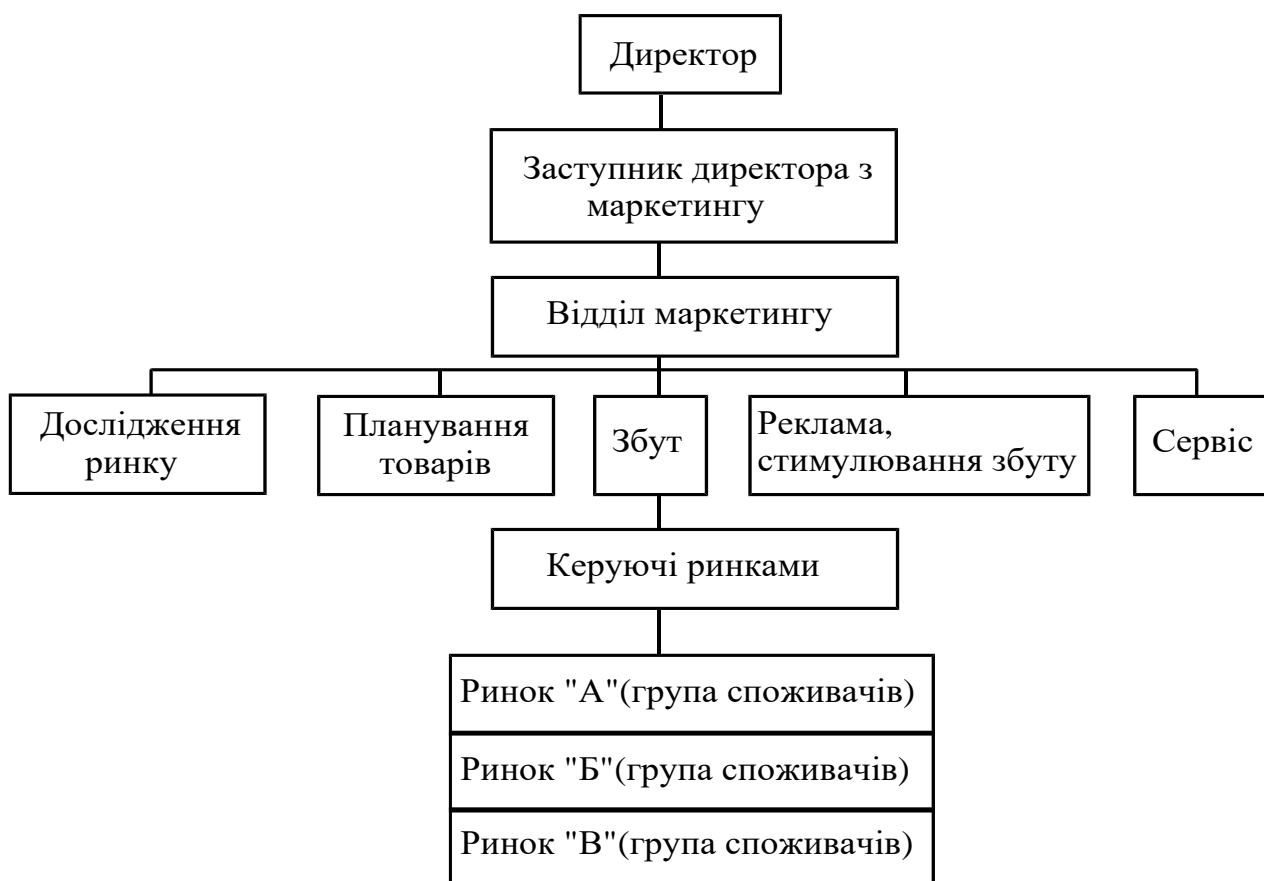 Директор
Заступник директора з
маркетингу
Відділ маркетингу
Дослідження
ринку
Планування
товарів
Збут
Реклама,
стимулювання збуту
Сервіс
Керуючі ринками
Ринок "А"(група споживачів)
Ринок "Б"(група споживачів)
Ринок "В"(група споживачів)